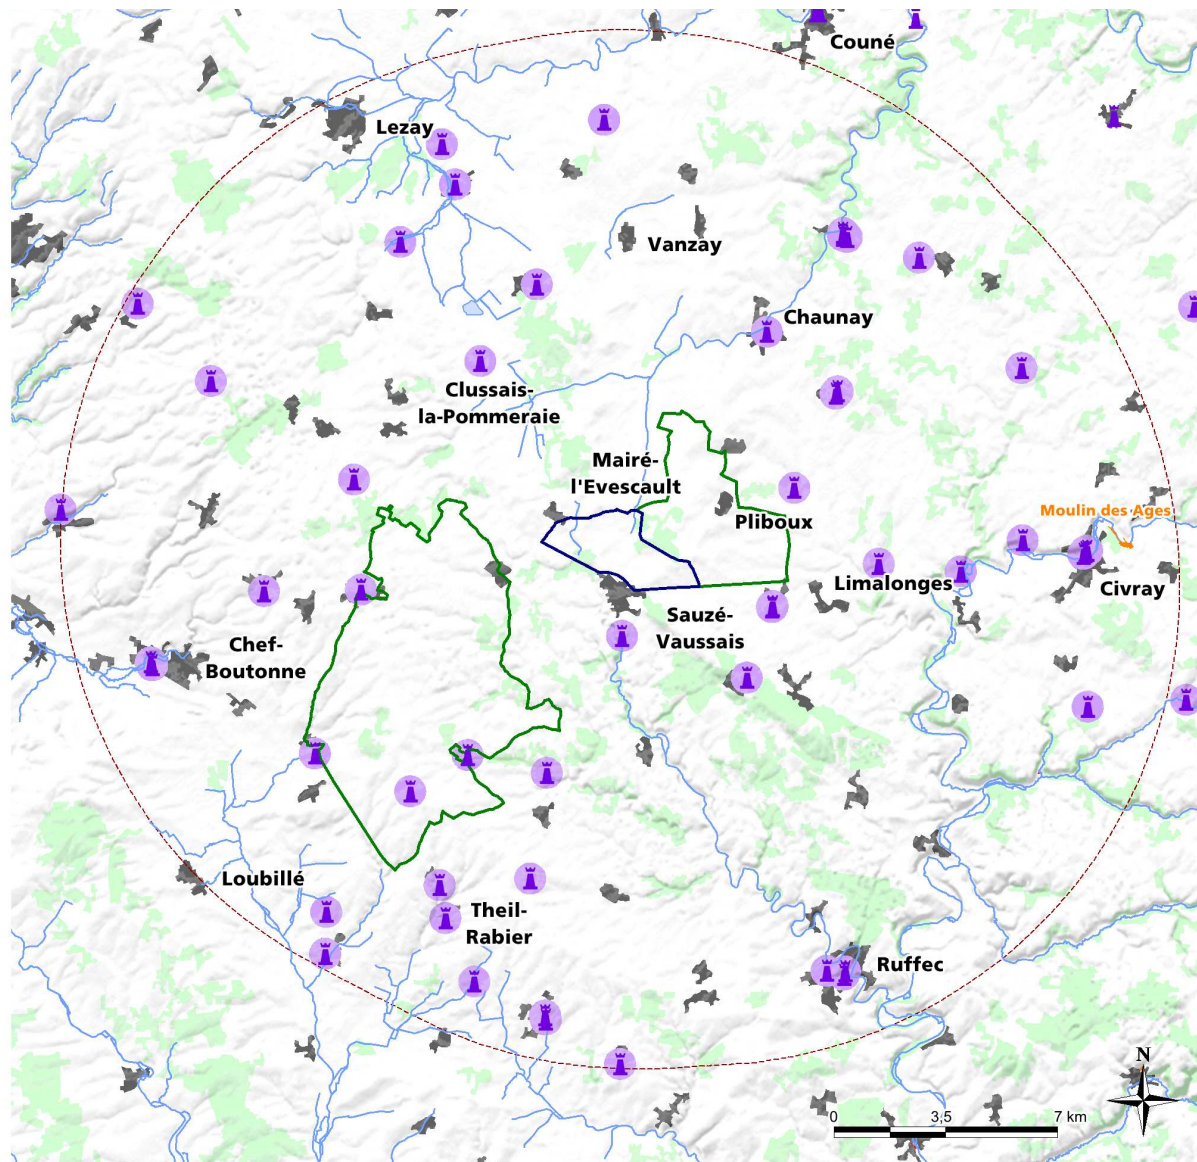 Couné
Lezay
Vanzay
Chaunay
Clussais-
la-Pommeraie
Mairé-
l'Evescault
Pliboux
Moulin des Ages
Limalonges
Civray
Sauzé-
Vaussais
Chef-
Boutonne
Loubillé
Theil-
Rabier
Ruffec
N
0 3,5 7 km